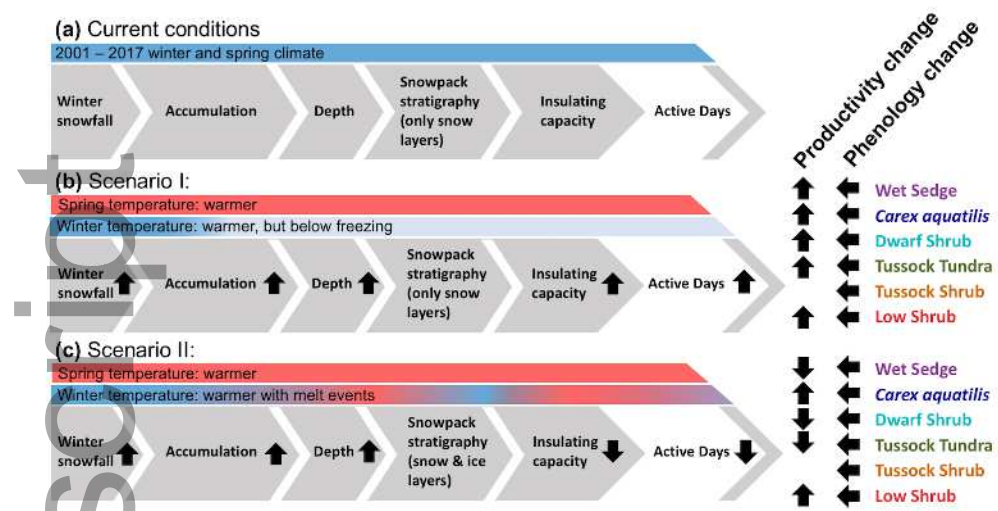 (a) Current conditions
2001 – 2017 winter and spring climate
Winter
snowfall
Accumulation
Depth
Snowpack
stratigraphy
(only snow
layers)
Insulating
capacity
Active Days
Productivity change
Phenology change
(b) Scenario I:
Spring temperature: warmer
Winter temperature: warmer, but below freezing
Winter
snowfall
Accumulation
Depth
Snowpack
stratigraphy
(only snow
layers)
Insulating
capacity
Active Days
Wet Sedge
Carex aquatilis
Dwarf Shrub
Tussock Tundra
Tussock Shrub
Low Shrub
(c) Scenario II:
Spring temperature: warmer
Winter temperature: warmer with melt events
Winter
snowfall
Accumulation
Depth
Snowpack
stratigraphy
(snow & ice
layers)
Insulating
capacity
Active Days
Wet Sedge
Carex aquatilis
Dwarf Shrub
Tussock Tundra
Tussock Shrub
Low Shrub
script